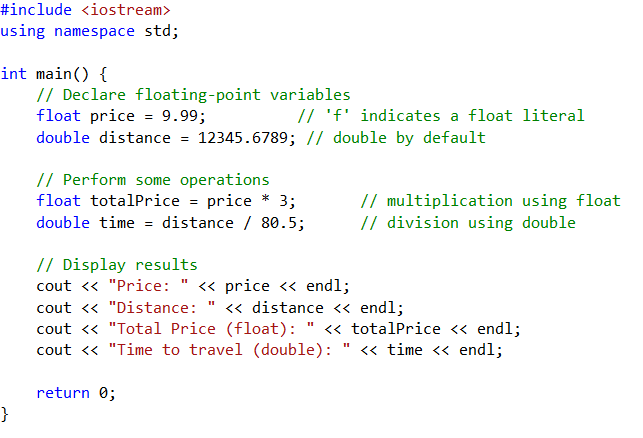 #include <iostream>
using namespace std;

int main() {
    // Declare floating-point variables
    float price = 9.99;          // 'f' indicates a float literal
    double distance = 12345.6789; // double by default

    // Perform some operations
    float totalPrice = price * 3;       // multiplication using float
    double time = distance / 80.5;      // division using double

    // Display results
    cout << "Price: " << price << endl;
    cout << "Distance: " << distance << endl;
    cout << "Total Price (float): " << totalPrice << endl;
    cout << "Time to travel (double): " << time << endl;

    return 0;
}